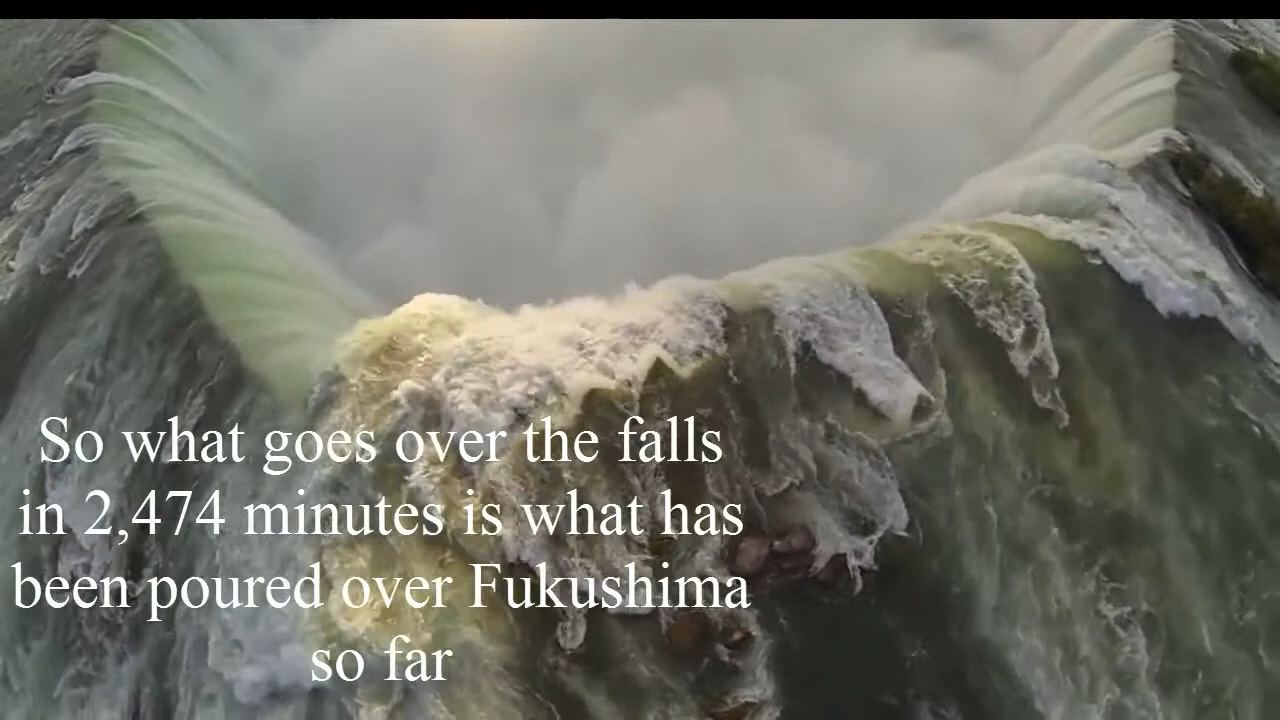 So what goes over the falls
in 2,474 minutes is what has
been poured over Fukushima
so far